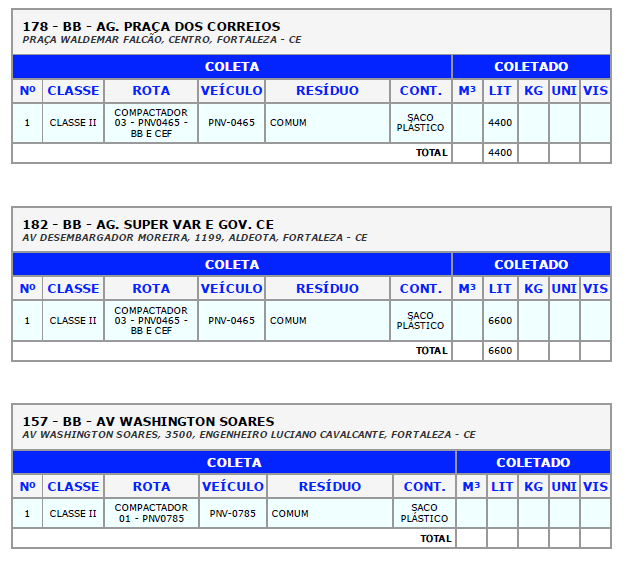 178 - BB - AG. PRAÇA DOS CORREIOS
PRAÇA WALDEMAR FALCÃO, CENTRO, FORTALEZA - CE
COLETA COLETADO
Nº CLASSE ROTA VEÍCULO RESÍDUO CONT. M³ LIT KG UNI VIS
1 CLASSE II COMPACTADOR 03 - PNV0465 - BB E CEF PNV-0465 COMUM SACO PLÁSTICO 4400
TOTAL 4400
182 - BB - AG. SUPER VAR E GOV. CE
AV DESEMBARGADOR MOREIRA, 1199, ALDEOTA, FORTALEZA - CE
COLETA COLETADO
Nº CLASSE ROTA VEÍCULO RESÍDUO CONT. M³ LIT KG UNI VIS
1 CLASSE II COMPACTADOR 03 - PNV0465 - BB E CEF PNV-0465 COMUM SACO PLÁSTICO 6600
TOTAL 6600
157 - BB - AV WASHINGTON SOARES
AV WASHINGTON SOARES, 3500, ENGENHEIRO LUCIANO CAVALCANTE, FORTALEZA - CE
COLETA COLETADO
Nº CLASSE ROTA VEÍCULO RESÍDUO CONT. M³ LIT KG UNI VIS
1 CLASSE II COMPACTADOR 01 - PNV0785 PNV-0785 COMUM SACO PLÁSTICO
TOTAL